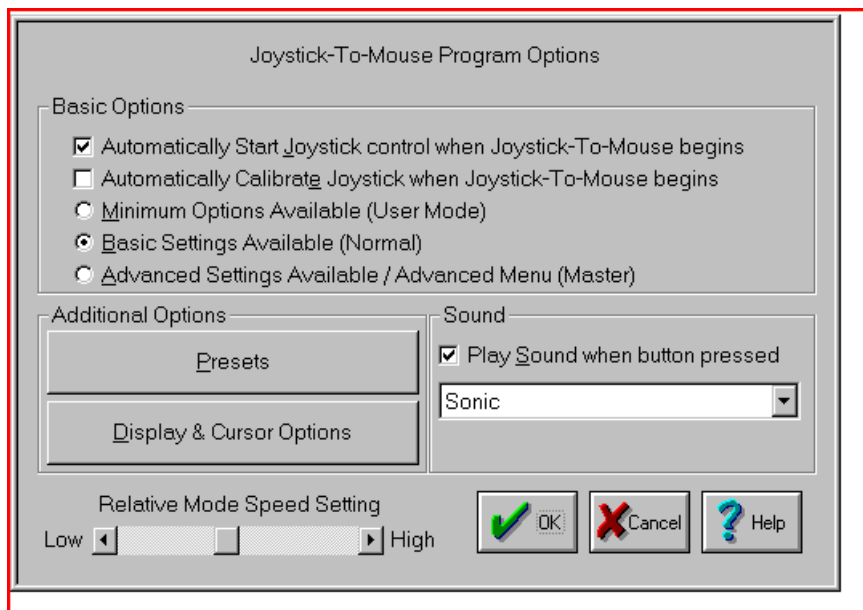 Joystick-To-Mouse Program Options
Basic Options
Automatically Start Joystick control when Joystick-To-Mouse begins
Automatically Calibrate Joystick when Joystick-To-Mouse begins
Minimum Options Available (User Mode)
Basic Settings Available (Normal)
Advanced Settings Available / Advanced Menu (Master)
Additional Options
Presets
Display & Cursor Options
Sound
Play Sound when button pressed
Sonic
Relative Mode Speed Setting
Low
High
OK
Cancel
Help